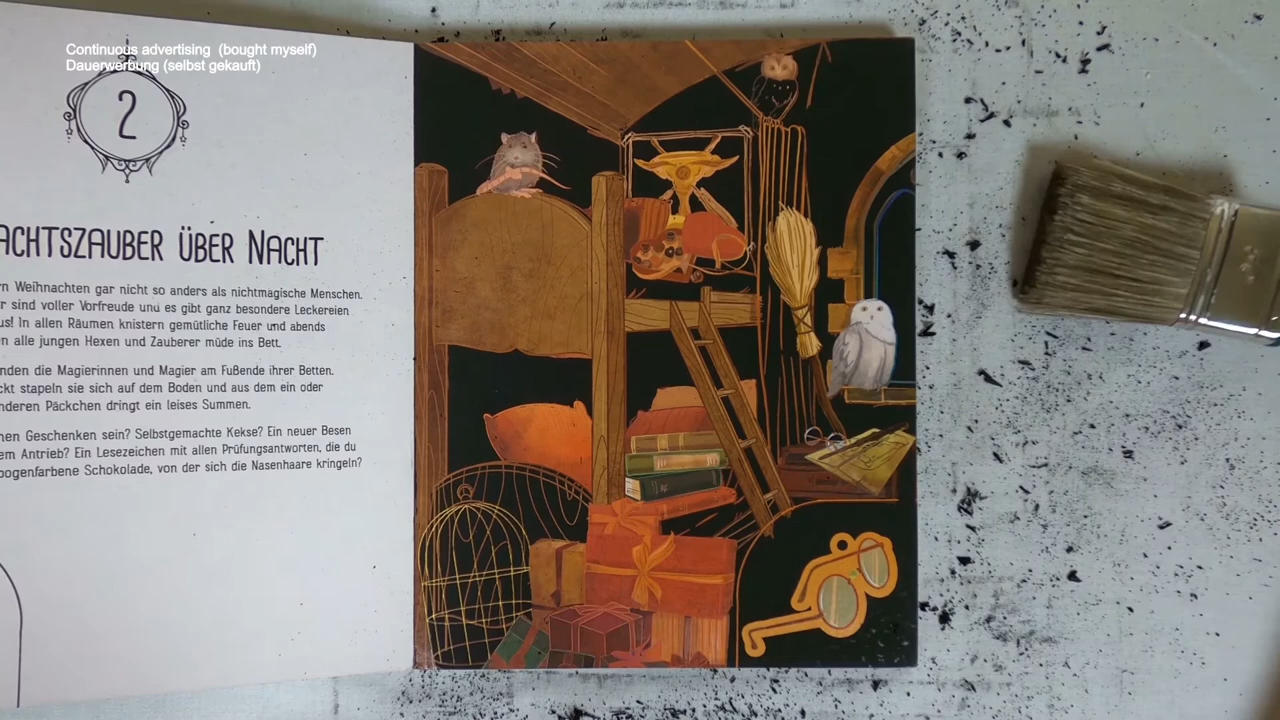 Continuous advertising (bought myself)
Dauerwerbung (selbst gekauft)
2
ACHTSZAUBER ÜBER NACHT
rn Weihnachten gar nicht so anders als nichtmagische Menschen.
r sind voller Vorfreude und es gibt ganz besondere Leckereien
us! In allen Räumen knistern gemütliche Feuer und abends
en alle jungen Hexen und Zauberer müde ins Bett.
nden die Magierinnen und Magier am Fußende ihrer Betten.
ckt stapeln sie sich auf dem Boden und aus dem ein oder
nderen Päckchen dringt ein leises Summen.
nen Geschenken sein? Selbstgemachte Kekse? Ein neuer Besen
em Antrieb? Ein Lesezeichen mit allen Prüfungsantworten, die du
bogenfarbene Schokolade, von der sich die Nasenhaare kringeln?